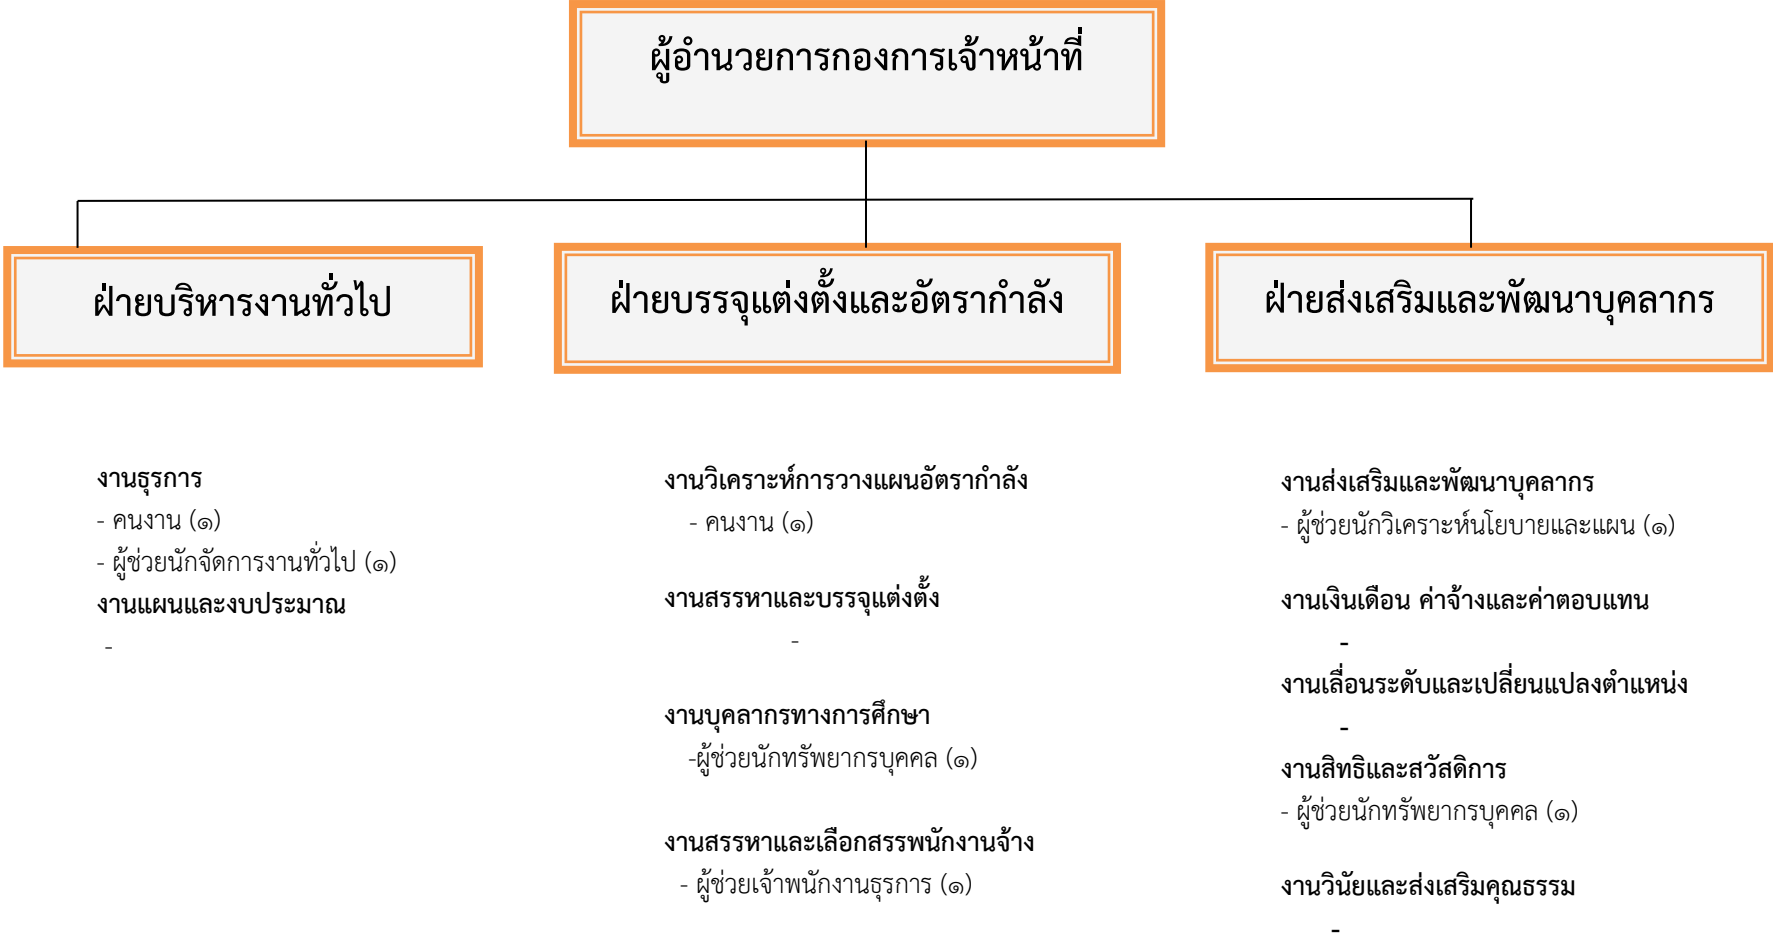 ผู้อำนวยการกองการเจ้าหน้าที่
ฝ่ายบริหารงานทั่วไป
ฝ่ายบรรจุแต่งตั้งและอัตรากำลัง
ฝ่ายส่งเสริมและพัฒนาบุคลากร
งานธุรการ
- คนงาน (๑)
- ผู้ช่วยนักจัดการงานทั่วไป (๑)
งานแผนและงบประมาณ
-
งานวิเคราะห์การวางแผนอัตรากำลัง
- คนงาน (๑)
งานสรรหาและบรรจุแต่งตั้ง
-
งานบุคลากรทางการศึกษา
-ผู้ช่วยนักทรัพยากรบุคคล (๑)
งานสรรหาและเลือกสรรพนักงานจ้าง
- ผู้ช่วยเจ้าพนักงานธุรการ (๑)
งานส่งเสริมและพัฒนาบุคลากร
- ผู้ช่วยนักวิเคราะห์นโยบายและแผน (๑)
งานเงินเดือน ค่าจ้างและค่าตอบแทน
-
งานเลื่อนระดับและเปลี่ยนแปลงตำแหน่ง
-
งานสิทธิและสวัสดิการ
- ผู้ช่วยนักทรัพยากรบุคคล (๑)
งานวินัยและส่งเสริมคุณธรรม
-